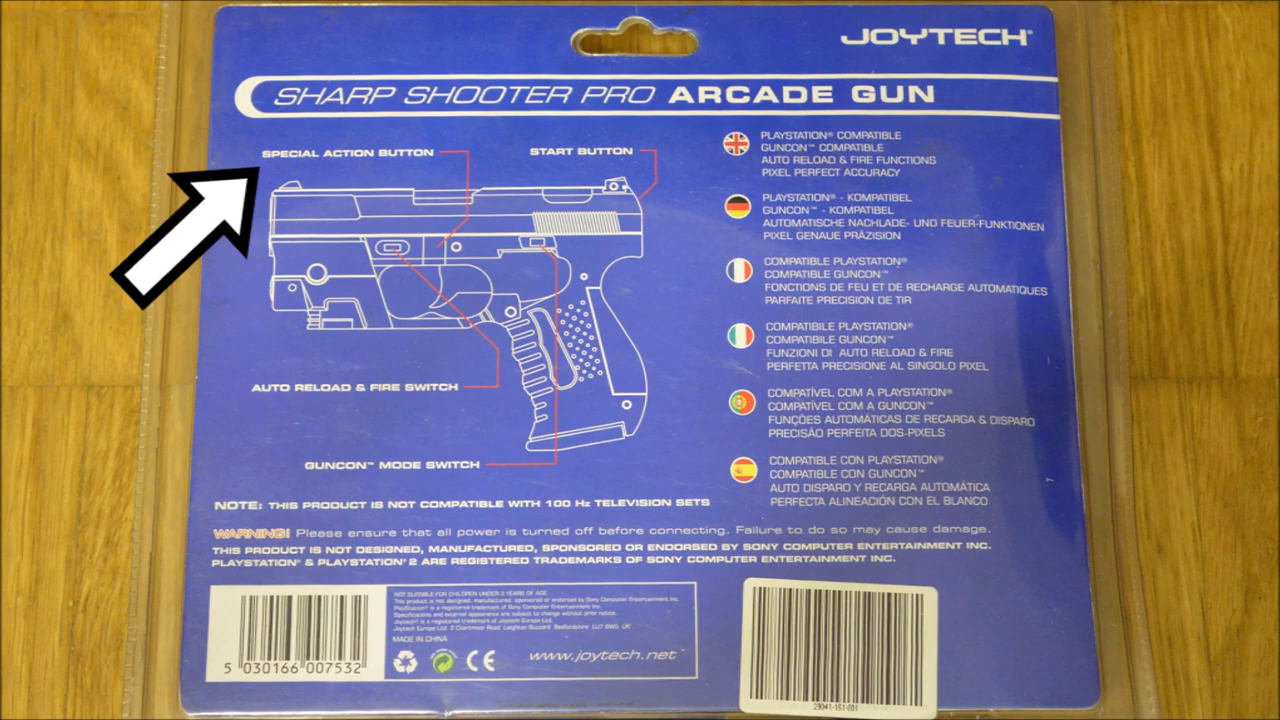 JOYTECH®
SHARP SHOOTER PRO ARCADE GUN
SPECIAL ACTION BUTTON
START BUTTON
AUTO RELOAD & FIRE SWITCH
GUNCON™ MODE SWITCH
PLAYSTATION® COMPATIBLE
GUNCON™ COMPATIBLE
AUTO RELOAD & FIRE FUNCTIONS
PIXEL PERFECT ACCURACY
PLAYSTATION® - KOMPATIBEL
GUNCON™ - KOMPATIBEL
AUTOMATISCHE NACHLADE- UND FEUER-FUNKTIONEN
PIXEL GENAUE PRÄZISION
COMPATIBLE PLAYSTATION®
COMPATIBLE GUNCON™
FONCTIONS DE FEU ET DE RECHARGE AUTOMATIQUES
PARFAITE PRECISION DE TIR
COMPATIBILE PLAYSTATION®
COMPATIBILE GUNCON™
FUNZIONI DI AUTO RELOAD & FIRE
PERFETTA PRECISIONE AL SINGOLO PIXEL
COMPATÍVEL COM A PLAYSTATION®
COMPATÍVEL COM A GUNCON™
FUNÇÕES AUTOMÁTICAS DE RECARGA & DISPARO
PRECISÃO PERFEITA DOS-PIXELS
COMPATIBLE CON PLAYSTATION®
COMPATIBLE CON GUNCON™
AUTO DISPARO Y RECARGA AUTOMÁTICA
PERFECTA ALINEACIÓN CON EL BLANCO
NOTE: THIS PRODUCT IS NOT COMPATIBLE WITH 100 Hz TELEVISION SETS
WARNING! Please ensure that all power is turned off before connecting. Failure to do so may cause damage.
THIS PRODUCT IS NOT DESIGNED, MANUFACTURED, SPONSORED OR ENDORSED BY SONY COMPUTER ENTERTAINMENT INC.
PLAYSTATION® & PLAYSTATION® 2 ARE REGISTERED TRADEMARKS OF SONY COMPUTER ENTERTAINMENT INC.
5 030166 007532
NOT SUITABLE FOR CHILDREN UNDER 3 YEARS OF AGE.
This product is not designed, manufactured, sponsored or endorsed by Sony Computer Entertainment Inc.
PlayStation® is a registered trademark of Sony Computer Entertainment Inc.
Specifications and external appearance are subject to change without prior notice.
Joytech® is a registered trademark of Joytech Europe Ltd.
Joytech Europe Ltd. 2 Chartmoor Road Leighton Buzzard Bedfordshire LU7 8WG. UK
MADE IN CHINA
CE
www.joytech.net
29041-151-001